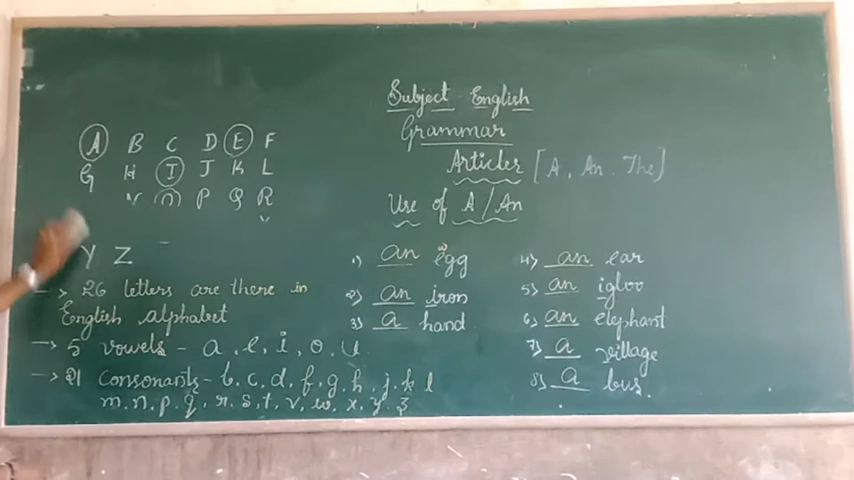 Subject English
Grammar
Articles [A, An, The]
Use of A/An
A B C D E F
G H I J K L
P Q R
Y Z
-> 26 letters are there in
English alphabet
-> 5 vowels - a, e, i, o, u
-> 21 consonants - b, c, d, f, g, h, j, k l
m, n, p, q, r, s, t, v, w, x, y, z
1) an egg
2) an iron
3) a hand
4) an ear
5) an igloo
6) an elephant
7) a village
8) a bus.